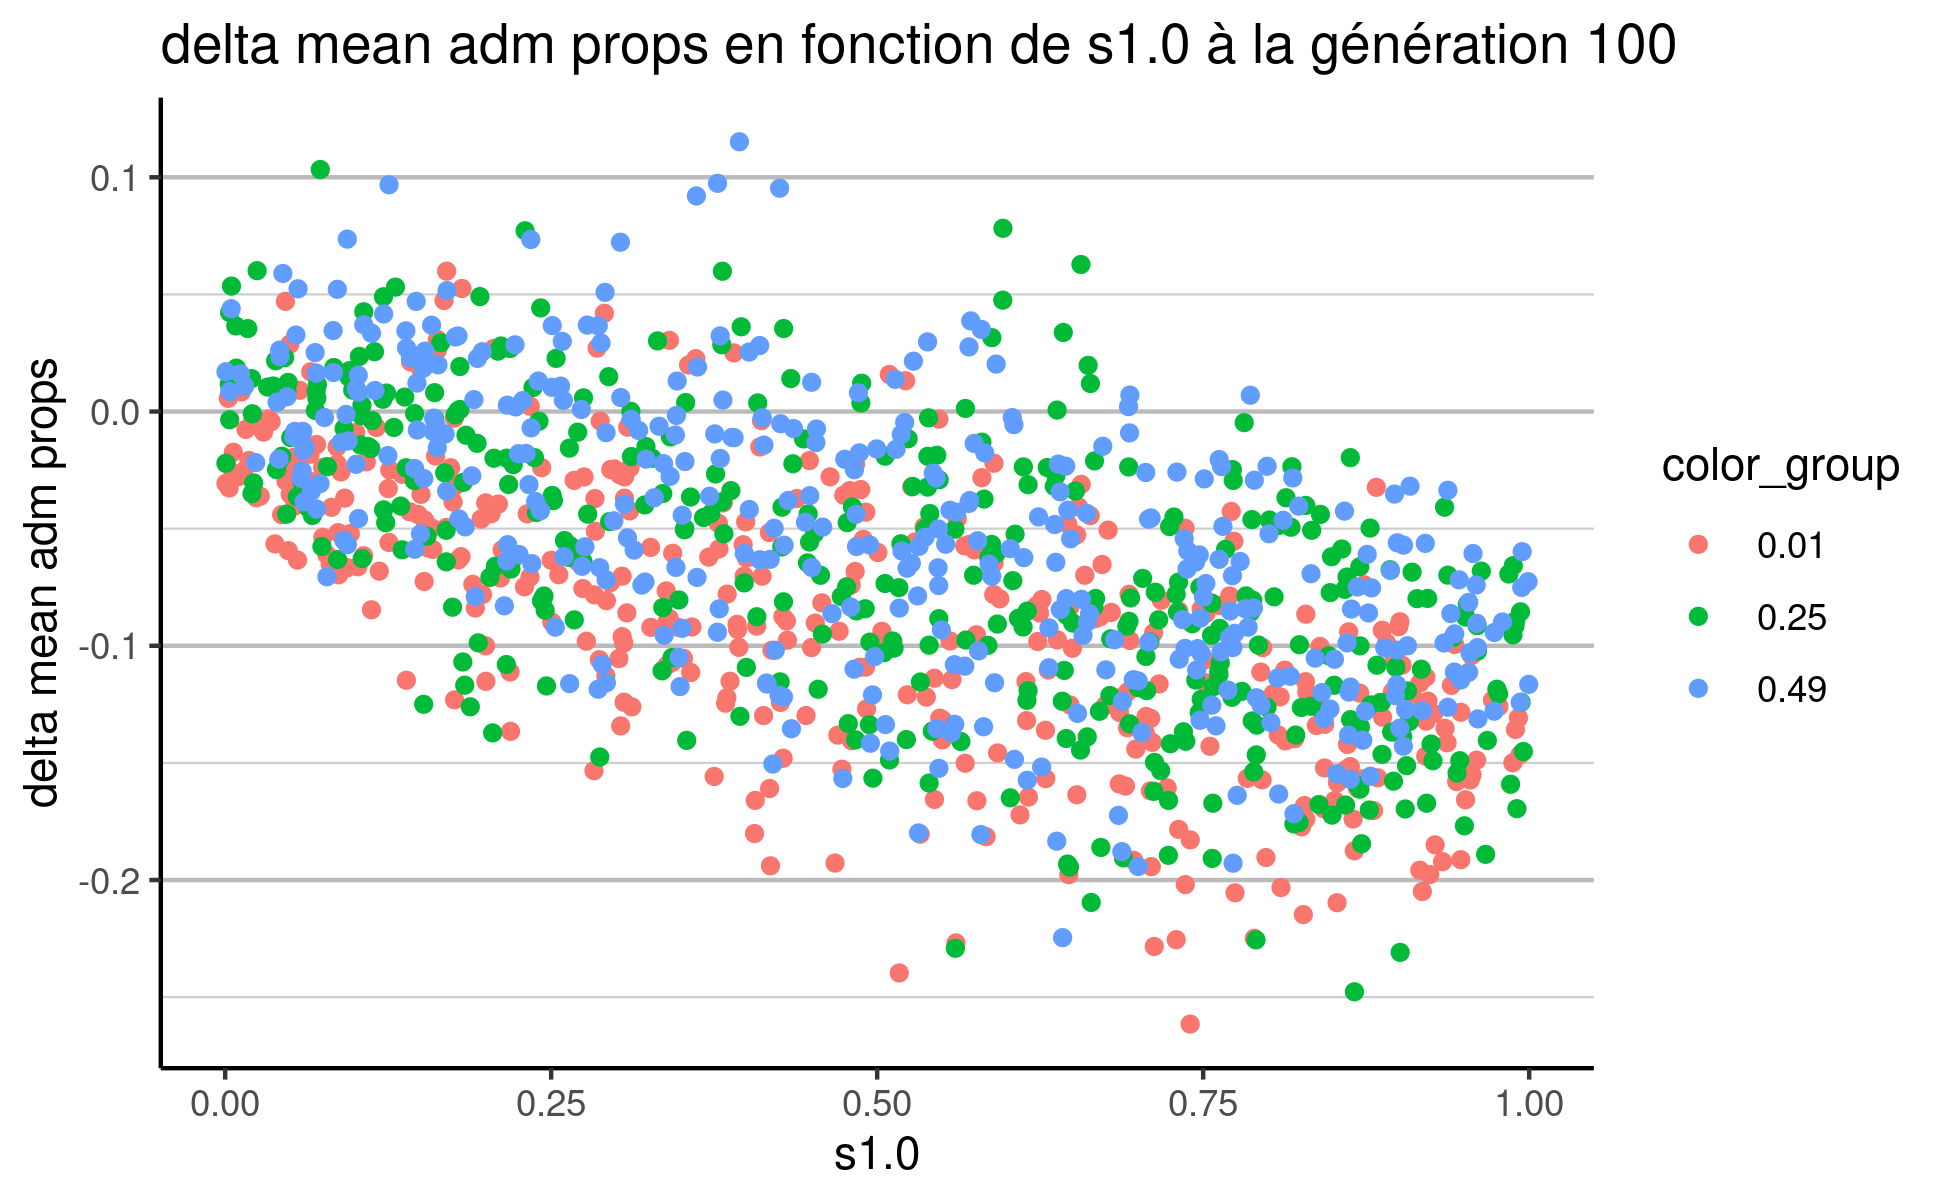 delta mean adm props en fonction de s1.0 à la génération 100
delta mean adm props
0.1
0.0
-0.1
-0.2
0.00 0.25 0.50 0.75 1.00
s1.0
color_group
0.01
0.25
0.49